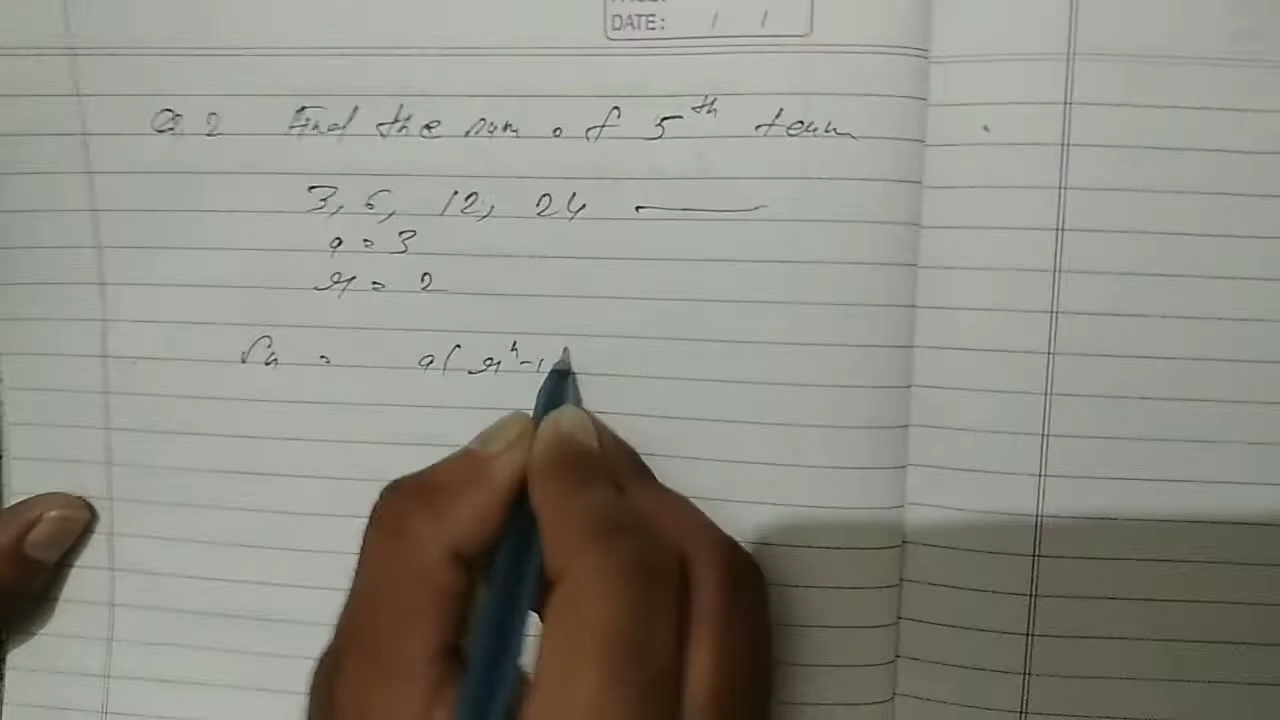 DATE: / /
Q. 2 Find the sum of 5th term
3, 6, 12, 24 ———
a = 3
r = 2
Sn = a( r^n -1